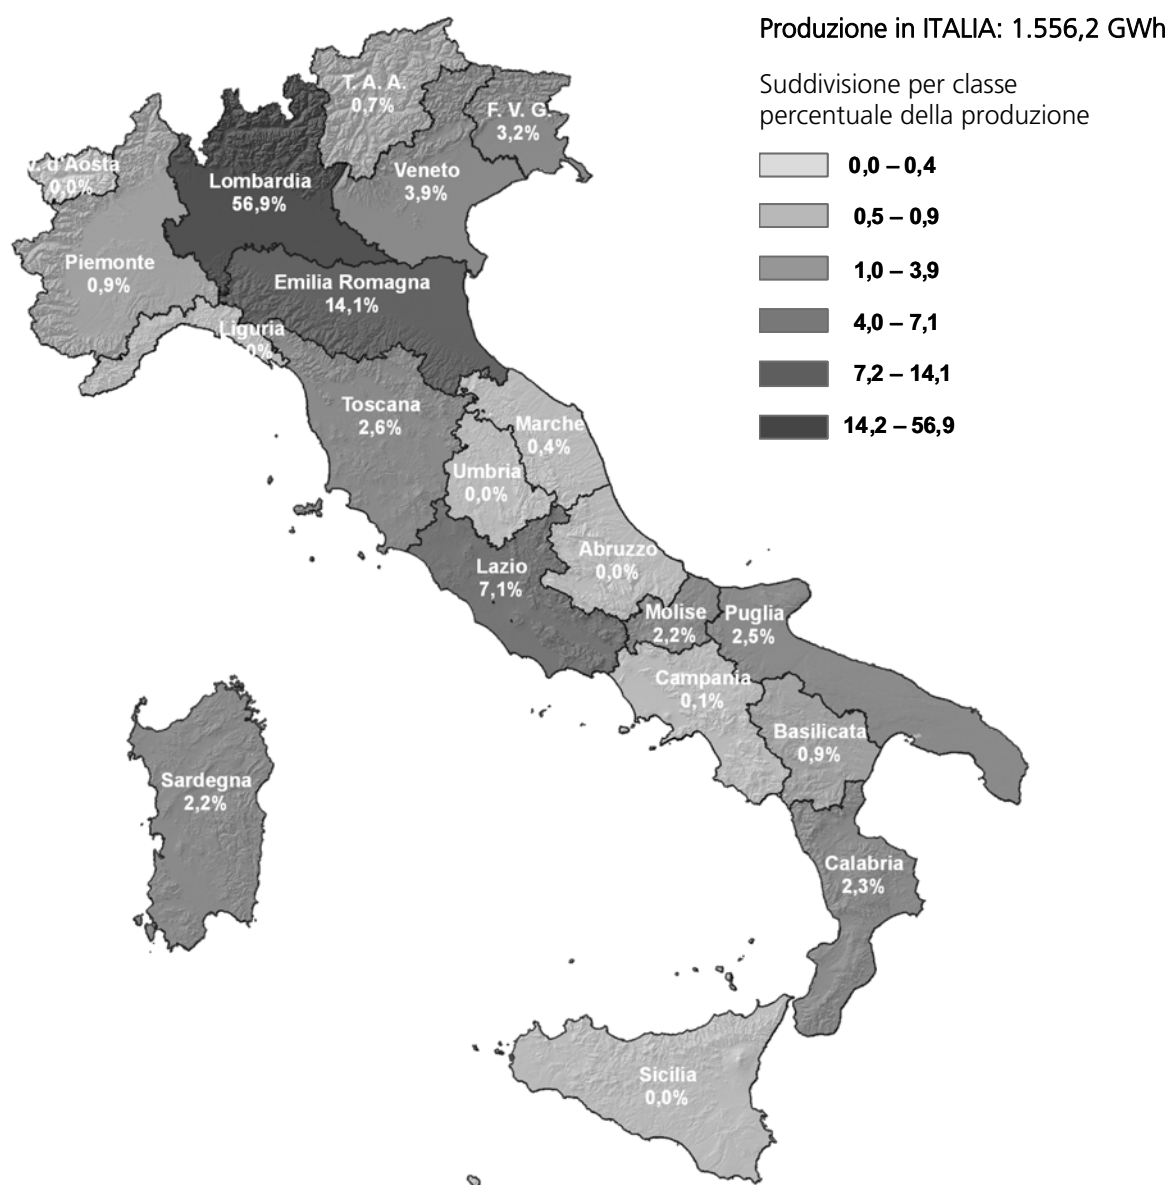 Produzione in ITALIA: 1.556,2 GWh
Suddivisione per classe
percentuale della produzione
0,0 – 0,4
0,5 – 0,9
1,0 – 3,9
4,0 – 7,1
7,2 – 14,1
14,2 – 56,9
T. A. A.
0,7%
F. V. G.
3,2%
v. d'Aosta
0,0%
Lombardia
56,9%
Veneto
3,9%
Piemonte
0,9%
Emilia Romagna
14,1%
Liguria
0%
Toscana
2,6%
Marche
0,4%
Umbria
0,0%
Abruzzo
0,0%
Lazio
7,1%
Molise
2,2%
Puglia
2,5%
Campania
0,1%
Basilicata
0,9%
Sardegna
2,2%
Calabria
2,3%
Sicilia
0,0%